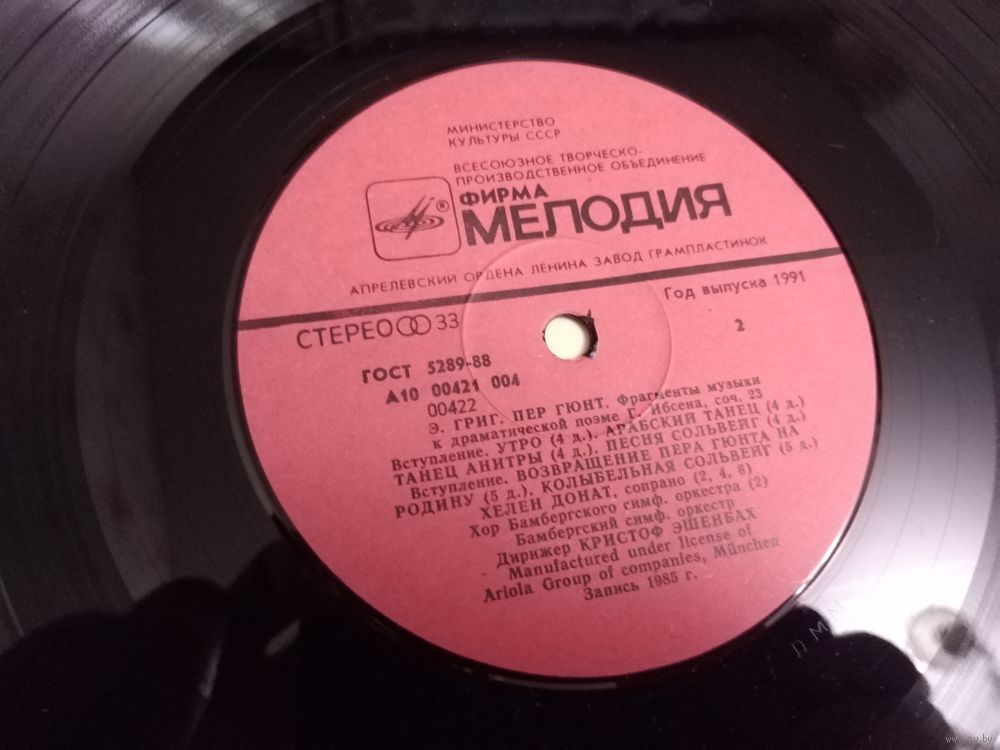 МИНИСТЕРСТВО
КУЛЬТУРЫ СССР
ВСЕСОЮЗНОЕ ТВОРЧЕСКО-
ПРОИЗВОДСТВЕННОЕ ОБЪЕДИНЕНИЕ
ФИРМА
®
МЕЛОДИЯ
АПРЕЛЕВСКИЙ ОРДЕНА ЛЕНИНА ЗАВОД ГРАМПЛАСТИНОК
Год выпуска 1991
СТЕРЕО 33
2
ГОСТ 5289-88
А10 00421 004
00422
Э. ГРИГ. ПЕР ГЮНТ. Фрагменты музыки
к драматической поэме Г. Ибсена, соч. 23
Вступление. УТРО (4 д.). АРАБСКИЙ ТАНЕЦ (4 д.)
ТАНЕЦ АНИТРЫ (4 д.). ПЕСНЯ СОЛЬВЕЙГ (4 д.)
Вступление. ВОЗВРАЩЕНИЕ ПЕРА ГЮНТА НА
РОДИНУ (5 д.). КОЛЫБЕЛЬНАЯ СОЛЬВЕЙГ (5 д.)
ХЕЛЕН ДОНАТ, сопрано (2, 4, 6)
Хор Бамбергского симф. оркестра (2)
Бамбергский симф. оркестр
Дирижер КРИСТОФ ЭШЕНБАХ
Manufactured under license of
Ariola Group of companies, München
Запись 1985 г.